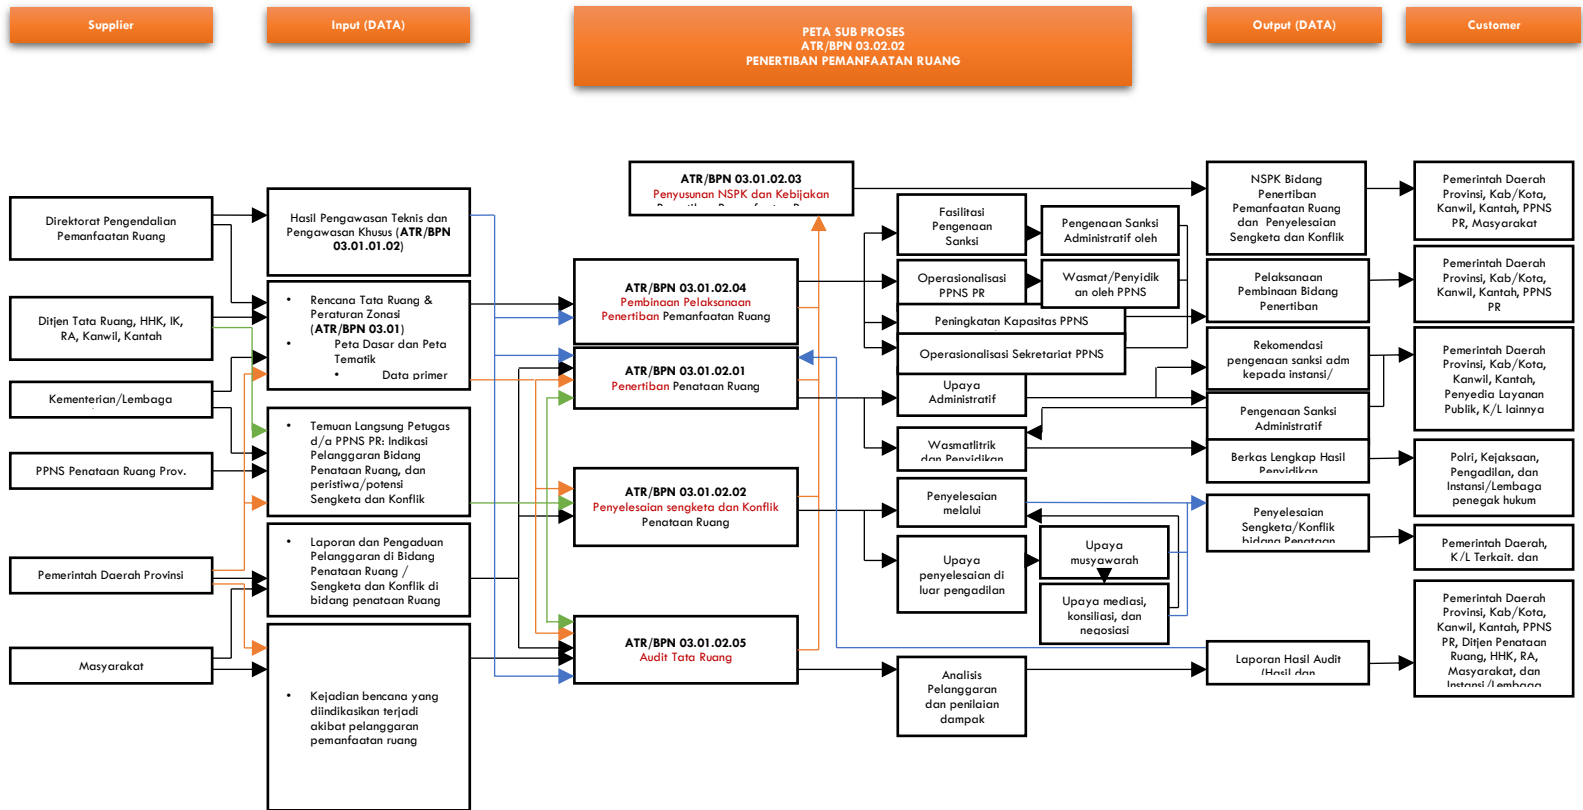 Supplier
Input (DATA)
PETA SUB PROSES
ATR/BPN 03.02.02
PENERTIBAN PEMANFAATAN RUANG
Output (DATA)
Customer
Direktorat Pengendalian
Pemanfaatan Ruang
Ditjen Tata Ruang, HHK, IK,
RA, Kanwil, Kantah
Kementerian/Lembaga
PPNS Penataan Ruang Prov.
Pemerintah Daerah Provinsi
Masyarakat
Hasil Pengawasan Teknis dan
Pengawasan Khusus (ATR/BPN
03.01.01.02)
• Rencana Tata Ruang &
Peraturan Zonasi
(ATR/BPN 03.01)
• Peta Dasar dan Peta
Tematik
• Data primer
• Temuan Langsung Petugas
d/a PPNS PR: Indikasi
Pelanggaran Bidang
Penataan Ruang, dan
peristiwa/potensi
Sengketa dan Konflik
• Laporan dan Pengaduan
Pelanggaran di Bidang
Penataan Ruang /
Sengketa dan Konflik di
bidang penataan Ruang
• Kejadian bencana yang
diindikasikan terjadi
akibat pelanggaran
pemanfaatan ruang
ATR/BPN 03.01.02.03
Penyusunan NSPK dan Kebijakan
ATR/BPN 03.01.02.04
Pembinaan Pelaksanaan
Penertiban Pemanfaatan Ruang
ATR/BPN 03.01.02.01
Penertiban Penataan Ruang
ATR/BPN 03.01.02.02
Penyelesaian sengketa dan Konflik
Penataan Ruang
ATR/BPN 03.01.02.05
Audit Tata Ruang
Fasilitasi
Pengenaan
Sanksi
Pengenaan Sanksi
Administratif oleh
Operasionalisasi
PPNS PR
Wasmat/Penyidik
an oleh PPNS
Peningkatan Kapasitas PPNS
Operasionalisasi Sekretariat PPNS
Upaya
Administratif
Wasmatlitrik
dan Penyidikan
Penyelesaian
melalui
Upaya
penyelesaian di
luar pengadilan
Upaya
musyawarah
Upaya mediasi,
konsiliasi, dan
negosiasi
Analisis
Pelanggaran
dan penilaian
dampak
NSPK Bidang
Penertiban
Pemanfaatan Ruang
dan Penyelesaian
Sengketa dan Konflik
Pelaksanaan
Pembinaan Bidang
Penertiban
Rekomendasi
pengenaan sanksi adm
kepada instansi/
Pengenaan Sanksi
Administratif
Berkas Lengkap Hasil
Penyidikan
Penyelesaian
Sengketa/Konflik
bidang Penataan
Laporan Hasil Audit
(Hasil dan
Pemerintah Daerah
Provinsi, Kab/Kota,
Kanwil, Kantah, PPNS
PR, Masyarakat
Pemerintah Daerah
Provinsi, Kab/Kota,
Kanwil, Kantah, PPNS
PR
Pemerintah Daerah
Provinsi, Kab/Kota,
Kanwil, Kantah,
Penyedia Layanan
Publik, K/L lainnya
Polri, Kejaksaan,
Pengadilan, dan
Instansi/Lembaga
penegak hukum
Pemerintah Daerah,
K/L Terkait, dan
Pemerintah Daerah
Provinsi, Kab/Kota,
Kanwil, Kantah, PPNS
PR, Ditjen Penataan
Ruang, HHK, RA,
Masyarakat, dan
Instansi/Lembaga